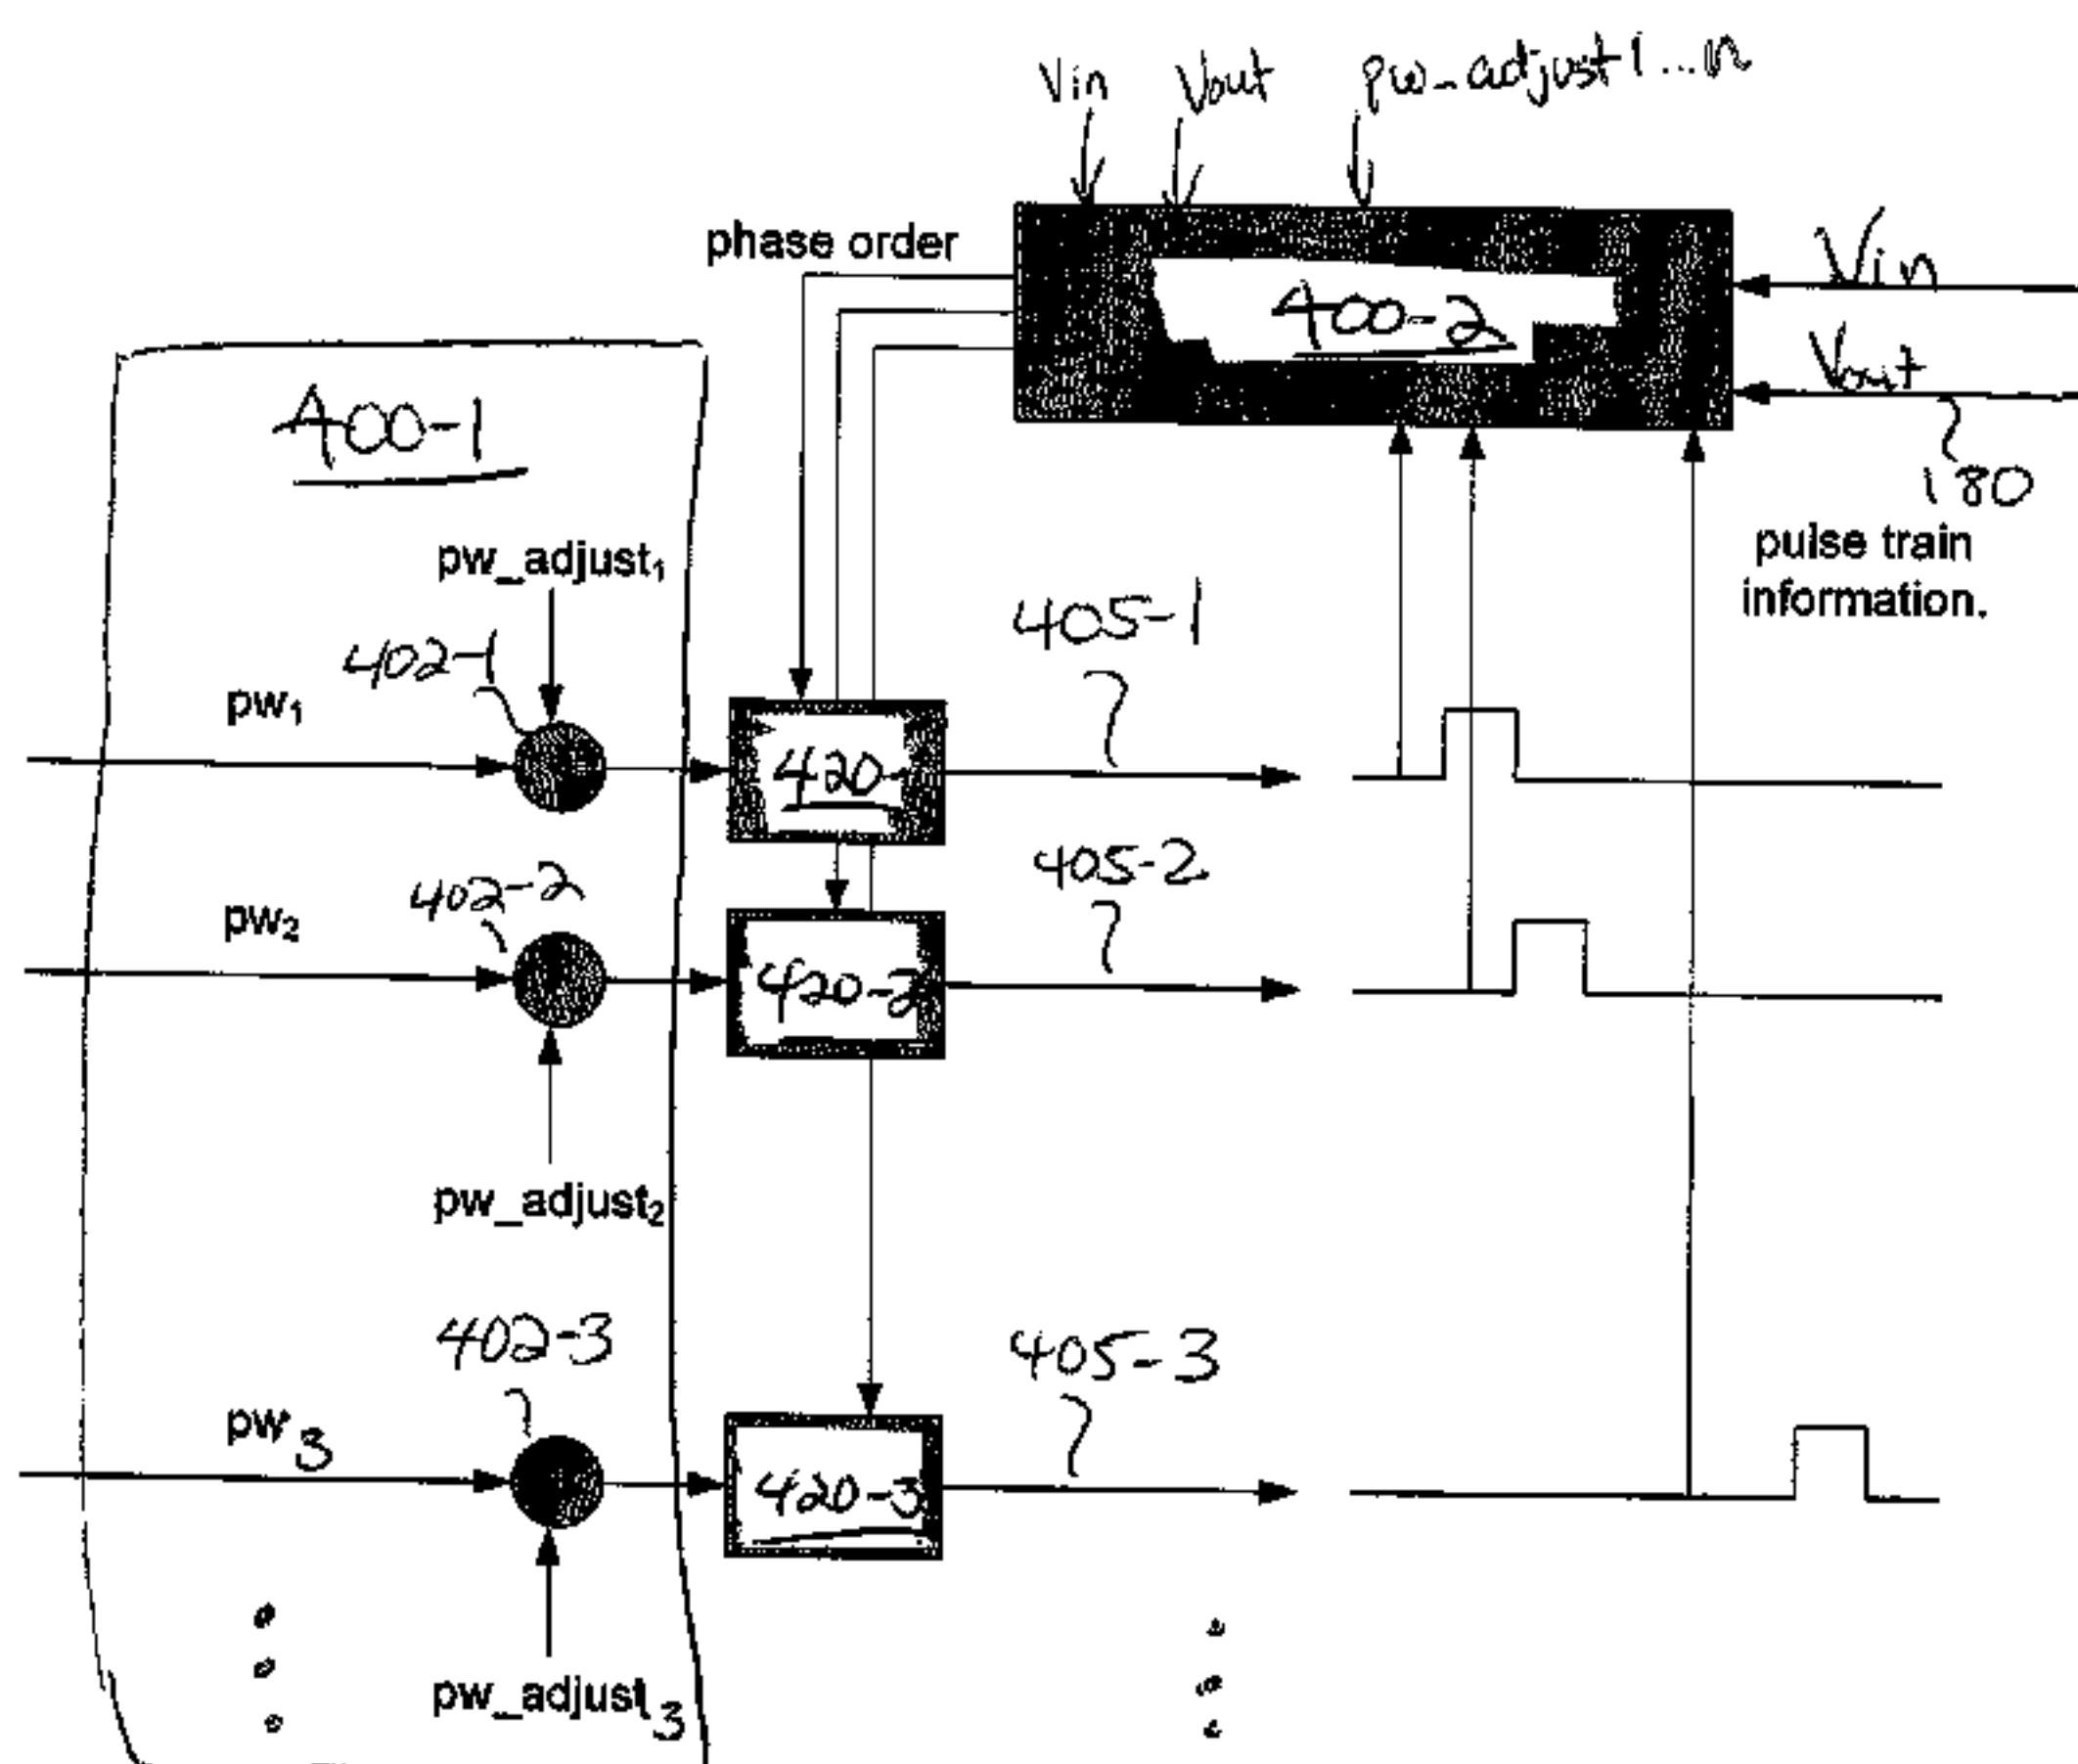 Vin Vout pw_adjust1...n
phase order
Vin
400-2
Vout
400-1
180
pulse train
information.
pw_adjust1
405-1
402-1
pw1
420
405-2
402-2
pw2
420-2
pw_adjust2
402-3
405-3
pw3
420-3
pw_adjust3